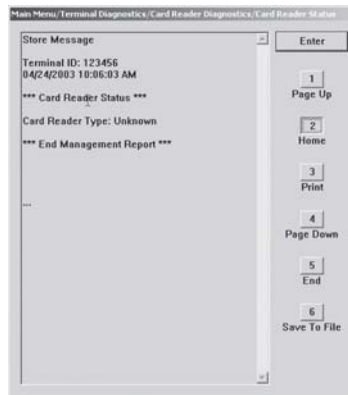 Main Menu/Terminal Diagnostics/Card Reader Diagnostics/Card Reader Status
Store Message
Terminal ID: 123456
04/24/2003 10:06:03 AM
*** Card Reader Status ***
Card Reader Type: Unknown
*** End Management Report ***
...
Enter
1
Page Up
2
Home
3
Print
4
Page Down
5
End
6
Save To File